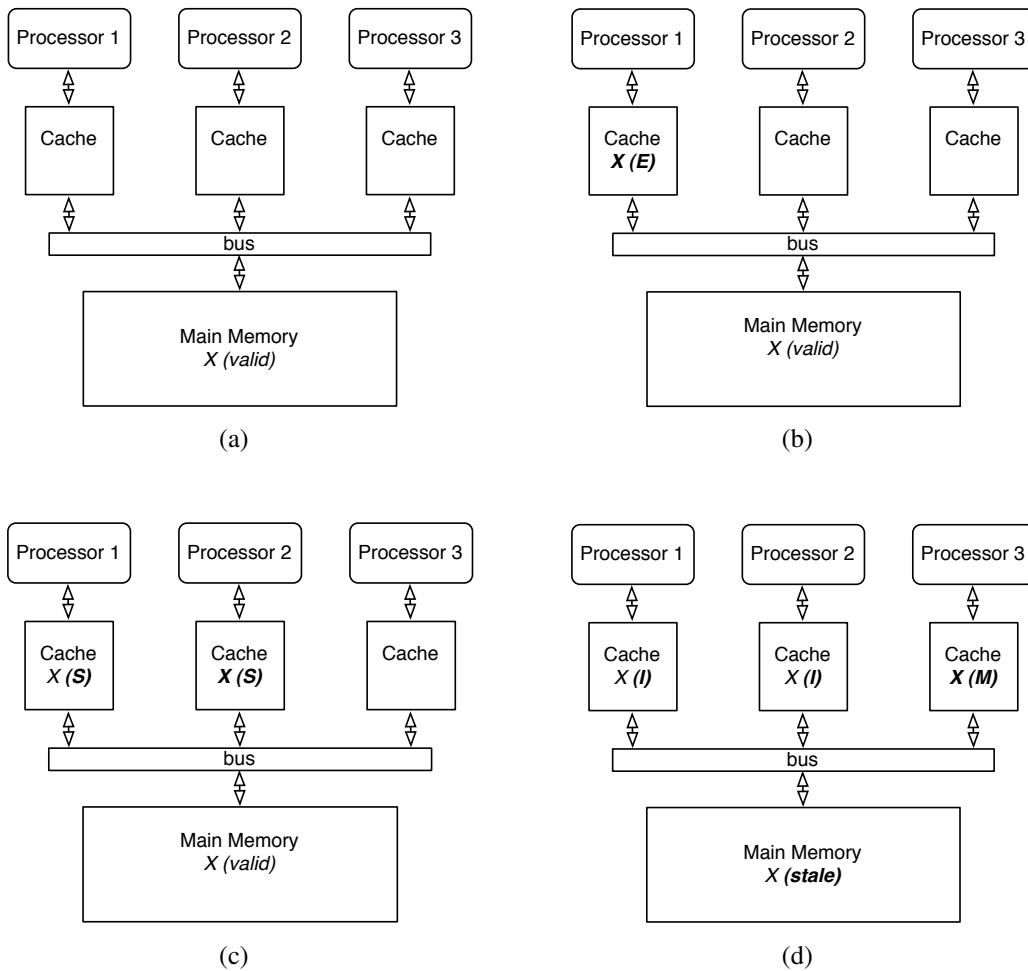 Processor 1
Processor 2
Processor 3
Cache
Cache
Cache
bus
Main Memory
X (valid)
(a)
Processor 1
Processor 2
Processor 3
Cache
X (E)
Cache
Cache
bus
Main Memory
X (valid)
(b)
Processor 1
Processor 2
Processor 3
Cache
X (S)
Cache
X (S)
Cache
bus
Main Memory
X (valid)
(c)
Processor 1
Processor 2
Processor 3
Cache
X (I)
Cache
X (I)
Cache
X (M)
bus
Main Memory
X (stale)
(d)